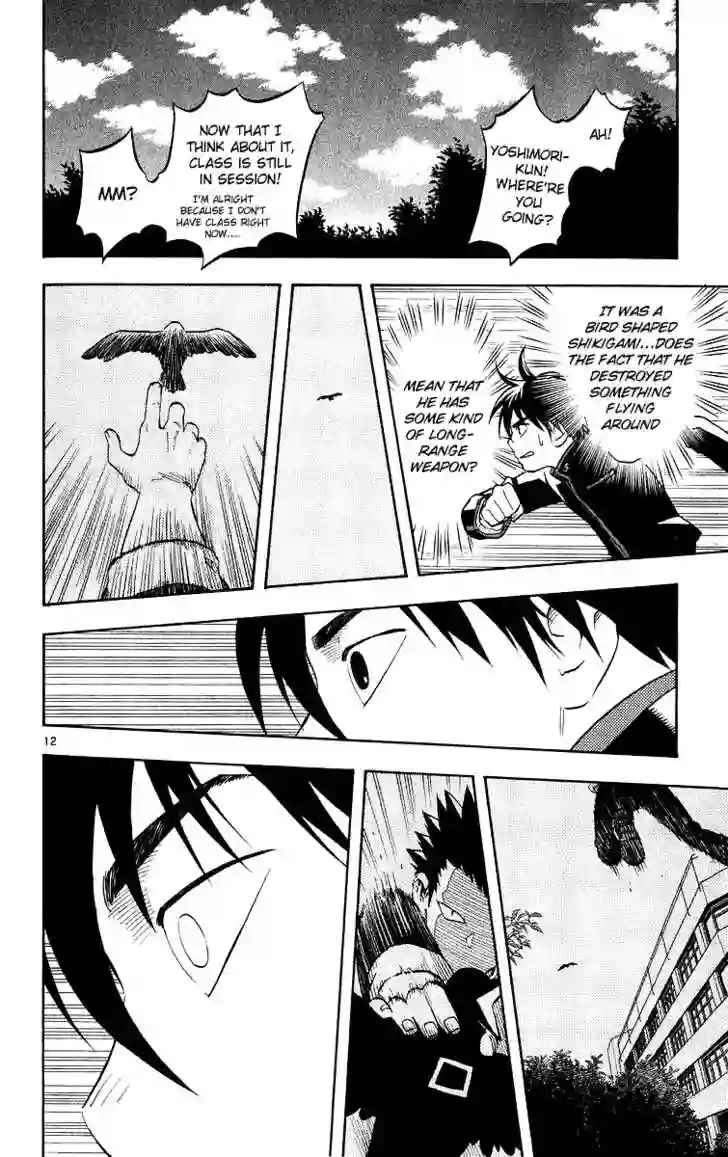 AH!
YOSHIMORI-
KUN!
WHERE'RE
YOU
GOING?
NOW THAT I
THINK ABOUT IT,
CLASS IS STILL
IN SESSION!
I'M ALRIGHT
BECAUSE I DON'T
HAVE CLASS RIGHT
NOW....
MM?
IT WAS A
BIRD SHAPED
SHIKIGAMI...DOES
THE FACT THAT HE
DESTROYED
SOMETHING
FLYING
AROUND
MEAN THAT
HE HAS
SOME KIND
OF LONG-
RANGE
WEAPON?
12